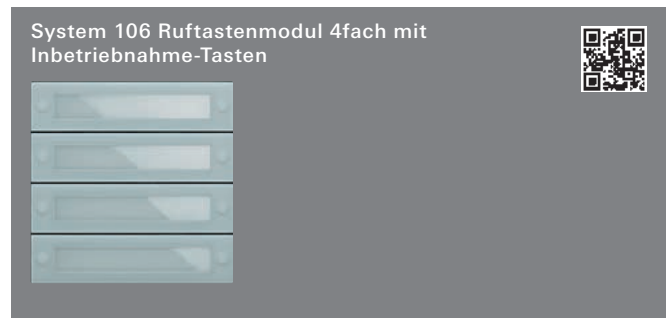 System 106 Ruftastenmodul 4fach mit
Inbetriebnahme-Tasten